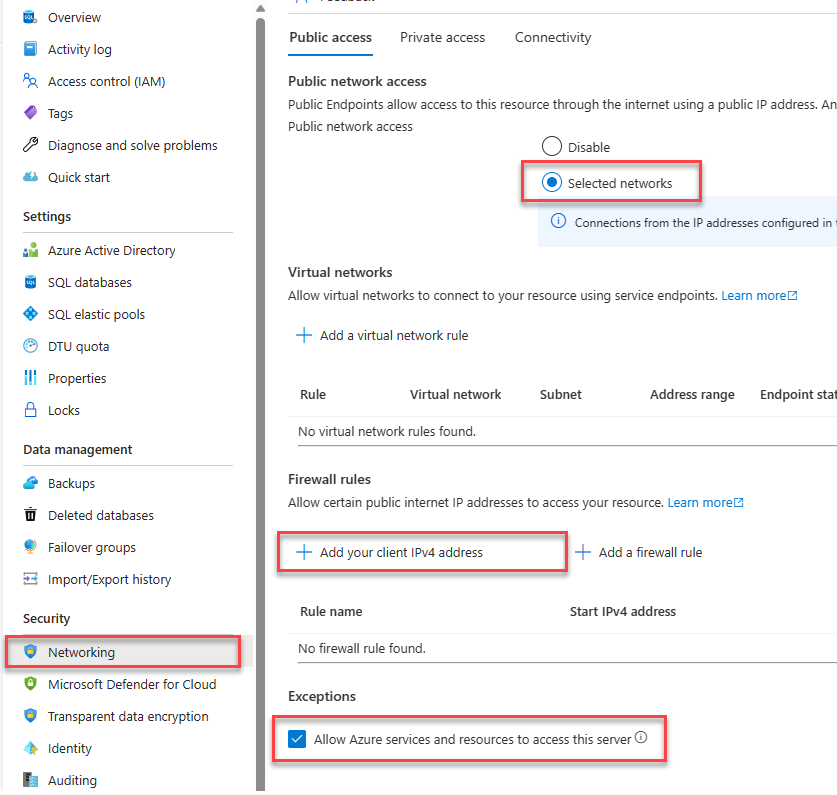 Overview
Activity log
Access control (IAM)
Tags
Diagnose and solve problems
Quick start
Settings
Azure Active Directory
SQL databases
SQL elastic pools
DTU quota
Properties
Locks
Data management
Backups
Deleted databases
Failover groups
Import/Export history
Security
Networking
Microsoft Defender for Cloud
Transparent data encryption
Identity
Auditing
Public access Private access Connectivity
Public network access
Public Endpoints allow access to this resource through the internet using a public IP address. An
Public network access
Disable
Selected networks
Connections from the IP addresses configured in
Virtual networks
Allow virtual networks to connect to your resource using service endpoints. Learn more
Add a virtual network rule
Rule Virtual network Subnet Address range Endpoint stat
No virtual network rules found.
Firewall rules
Allow certain public internet IP addresses to access your resource. Learn more
Add your client IPv4 address Add a firewall rule
Rule name Start IPv4 address
No firewall rule found.
Exceptions
Allow Azure services and resources to access this server